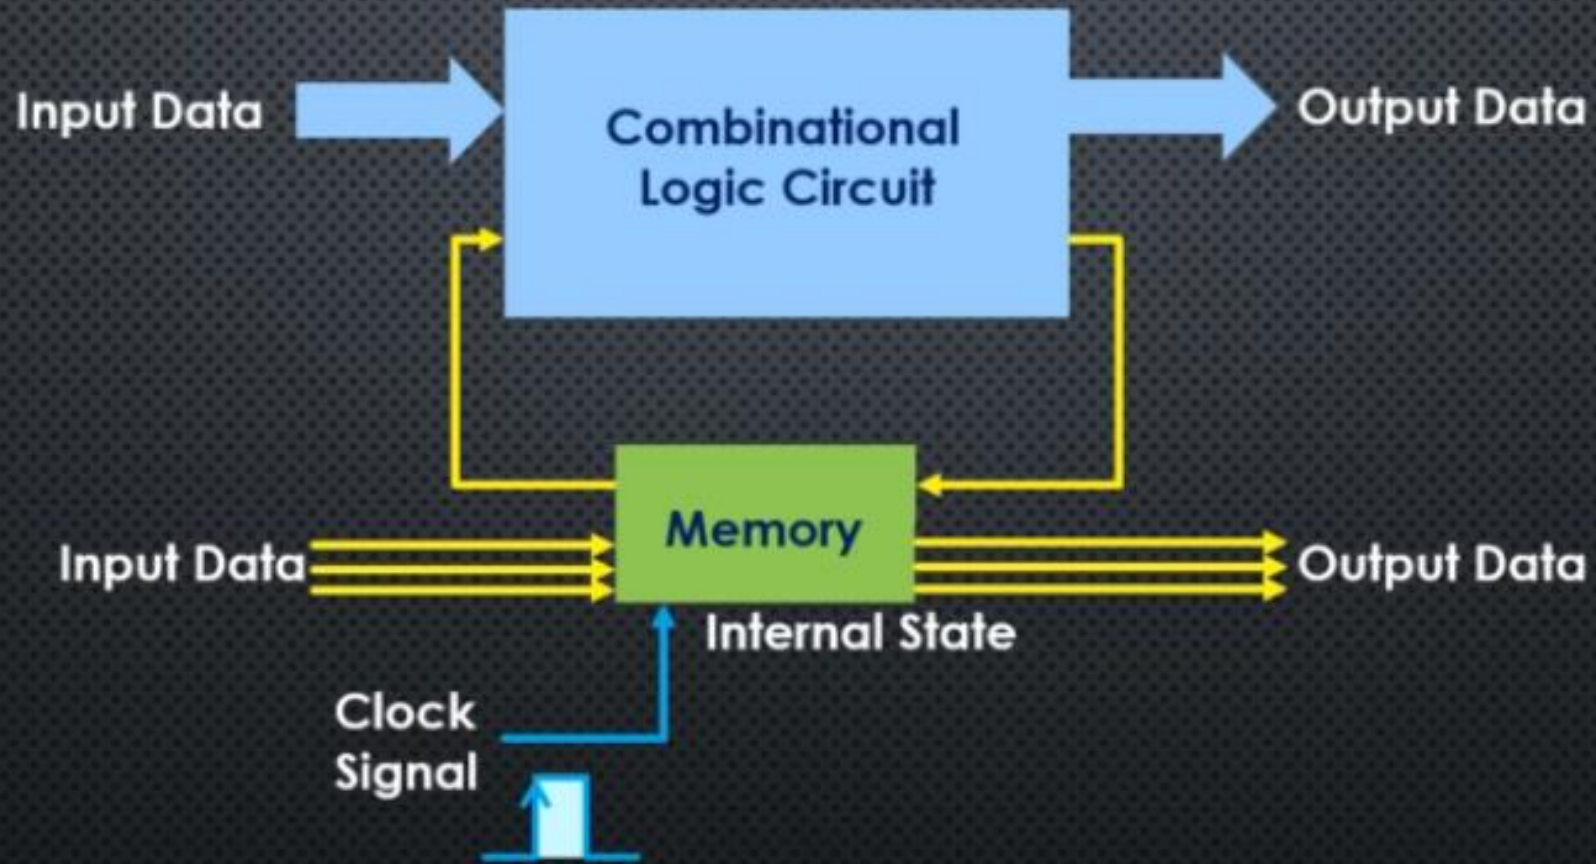 Input Data
Combinational
Logic Circuit
Output Data
Memory
Input Data
Output Data
Internal State
Clock
Signal